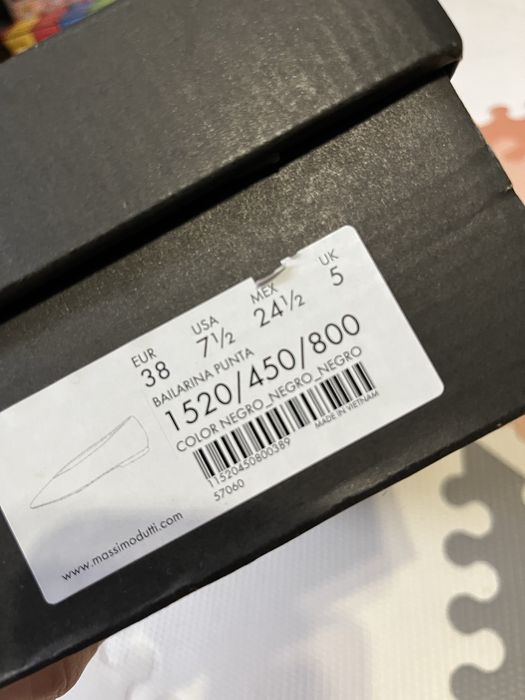 EUR USA MEX UK
38 7½ 24½ 5
BAILARINA PUNTA
1520/450/800
COLOR NEGRO_NEGRO_NEGRO
11520450800389
MADE IN VIETNAM
57060
www.massimodutti.com